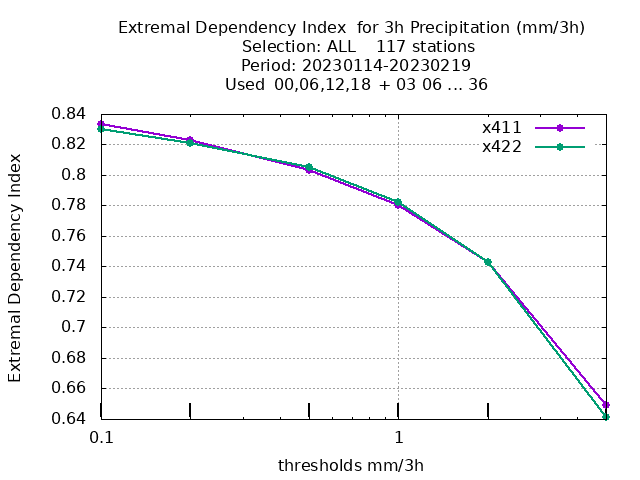 Extremal Dependency Index  for 3h Precipitation (mm/3h)
Selection: ALL    117 stations
Period: 20230114-20230219
Used  00,06,12,18  + 03 06 ... 36
x411
x422
0.84
0.82
0.8
0.78
0.76
0.74
0.72
0.7
0.68
0.66
0.64
Extremal Dependency Index
0.1
1
thresholds mm/3h